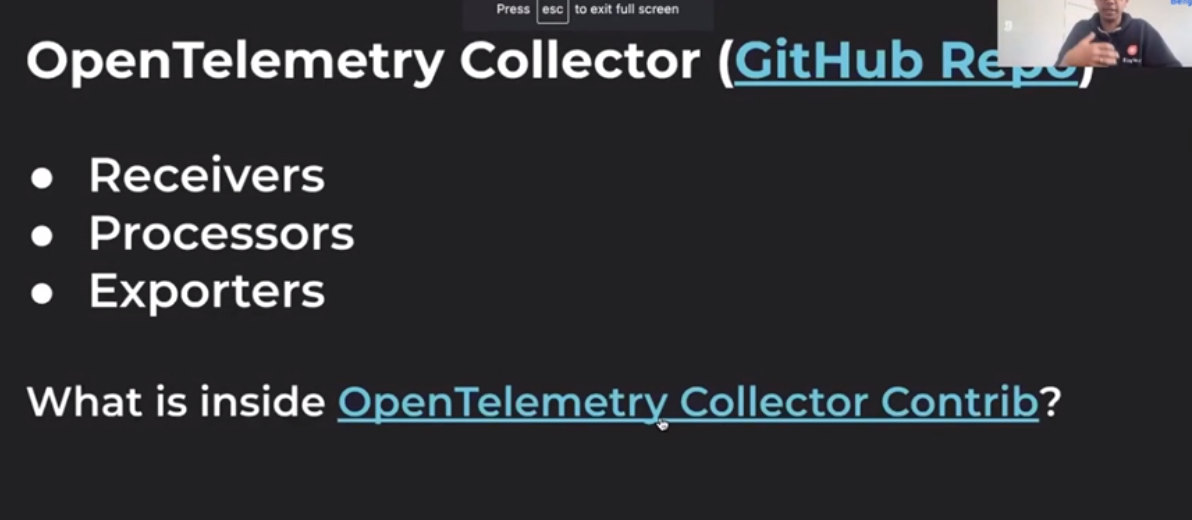 Press esc to exit full screen
OpenTelemetry Collector (GitHub Repo)
● Receivers
● Processors
● Exporters
What is inside OpenTelemetry Collector Contrib?